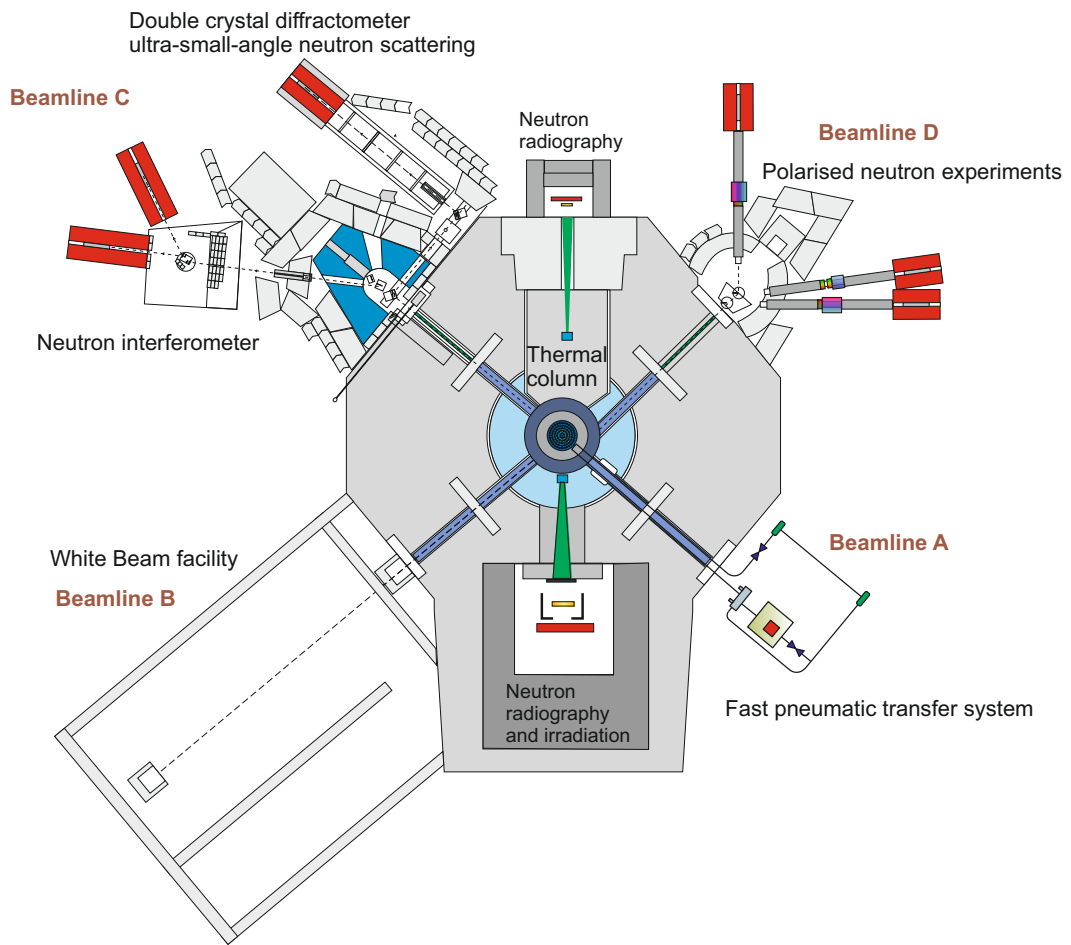 Double crystal diffractometer
ultra-small-angle neutron scattering
Beamline C
Neutron
radiography
Beamline D
Polarised neutron experiments
Neutron interferometer
Thermal
column
White Beam facility
Beamline B
Beamline A
Neutron
radiography
and irradiation
Fast pneumatic transfer system